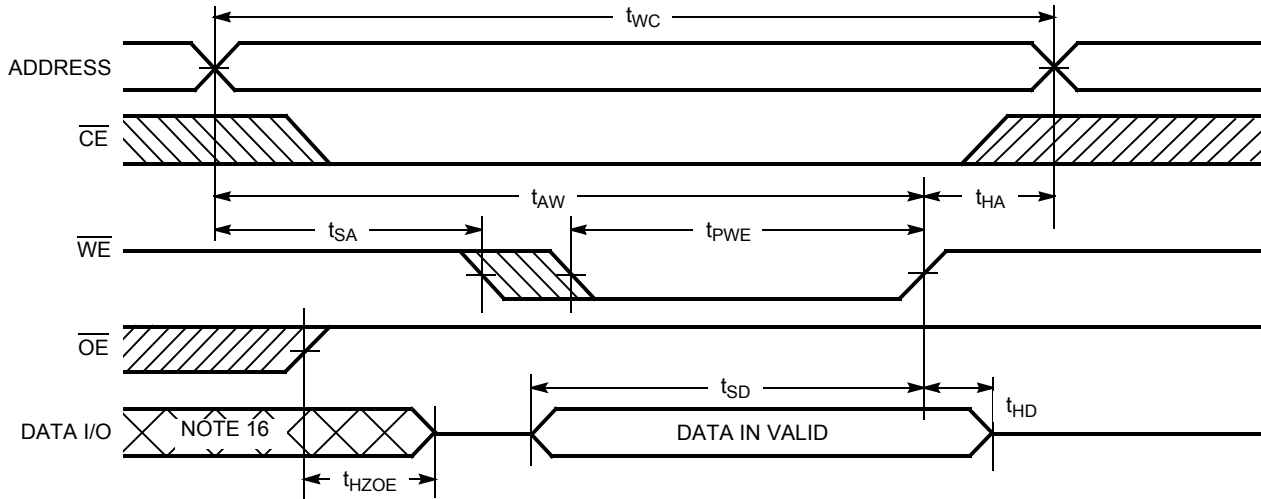 tWC
ADDRESS
CE
tAW
tHA
tSA
tPWE
WE
OE
tSD
tHD
DATA I/O
NOTE 16
DATA IN VALID
tHZOE